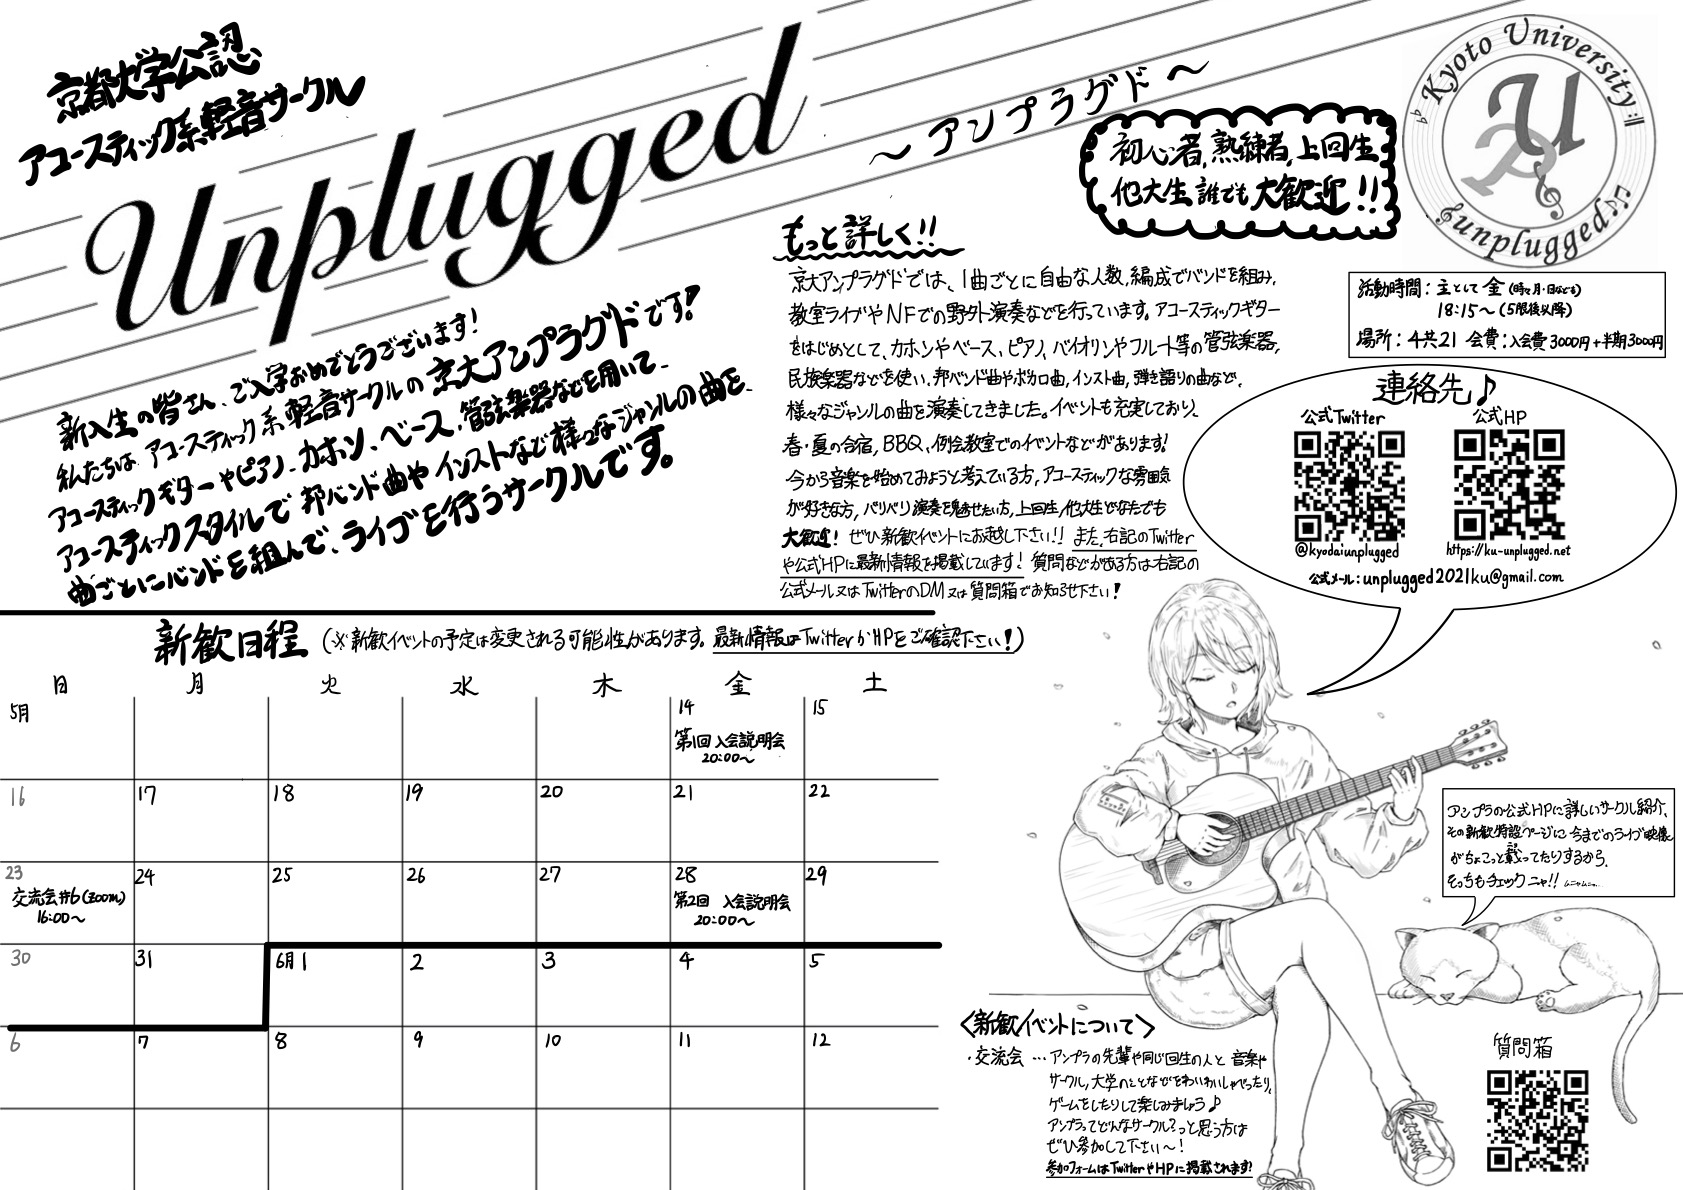 京都大学公認
アコースティック系軽音サークル
Unplugged
～アンプラグド～
初心者,熟練者,上回生,
他大生 誰でも大歓迎!!
Kyoto University
unplugged
新入生の皆さん、ご入学おめでとうございます!
私たちは、アコースティック系軽音サークルの京大アンプラグドです!
アコースティックギターやピアノ、カホン、ベース、管弦楽器などを用いて、
アコースティックスタイルで邦バンド曲やインストなど様々なジャンルの曲を、
曲ごとにバンドを組んで、ライブを行うサークルです。
もっと詳しく!!
京大アンプラグドでは、1曲ごとに自由な人数,編成でバンドを組み,
教室ライブやNFでの野外演奏などを行っています。アコースティックギター
をはじめとして、カホンやベース、ピアノ、バイオリンやフルート等の管弦楽器,
民族楽器などを使い、邦バンド曲やボカロ曲,インスト曲,弾き語りの曲など、
様々なジャンルの曲を演奏してきました。イベントも充実しており、
春・夏の合宿,BBQ,例会教室でのイベントなどがあります!
今から音楽を始めてみようと考えている方,アコースティックな雰囲気
が好きな方,バリバリ演奏を魅せたい方,上回生,他大生どなたでも
大歓迎! ぜひ新歓イベントにお越し下さい!! また,右記のTwitter
や公式HPに最新情報を掲載しています! 質問などがある方は右記の
公式メール又はTwitterのDM又は質問箱でお知らせ下さい!
活動時間:主として金(時々月・日なども)
18:15～(5限後以降)
場所:4共21 会費:入会費3000円+半期3000円
連絡先♪
公式Twitter 公式HP
@kyodaiunplugged https://ku-unplugged.net
公式メール:unplugged2021ku@gmail.com
新歓日程 (※新歓イベントの予定は変更される可能性があります。最新情報はTwitterかHPをご確認下さい!)
日 月 火 水 木 金 土
5月 14 15
第1回 入会説明会
20:00～
16 17 18 19 20 21 22
23 24 25 26 27 28 29
交流会#6(zoom) 第2回 入会説明会
16:00～ 20:00～
30 31 6月1 2 3 4 5
6 7 8 9 10 11 12
アンプラの公式HPに詳しいサークル紹介、
その新歓特設ページに今までのライブ映像
がちょこっと載ってたりするから、
そっちもチェックニャ!! ムニャムニャ...
<新歓イベントについて>
・交流会 …アンプラの先輩や同じ回生の人と音楽や
サークル,大学のことなどをわいわいしゃべったり,
ゲームをしたりして楽しみましょう♪
アンプラってどんなサークル?っと思う方は
ぜひ参加して下さい～!
参加フォームはTwitterやHPに掲載されます!
質問箱